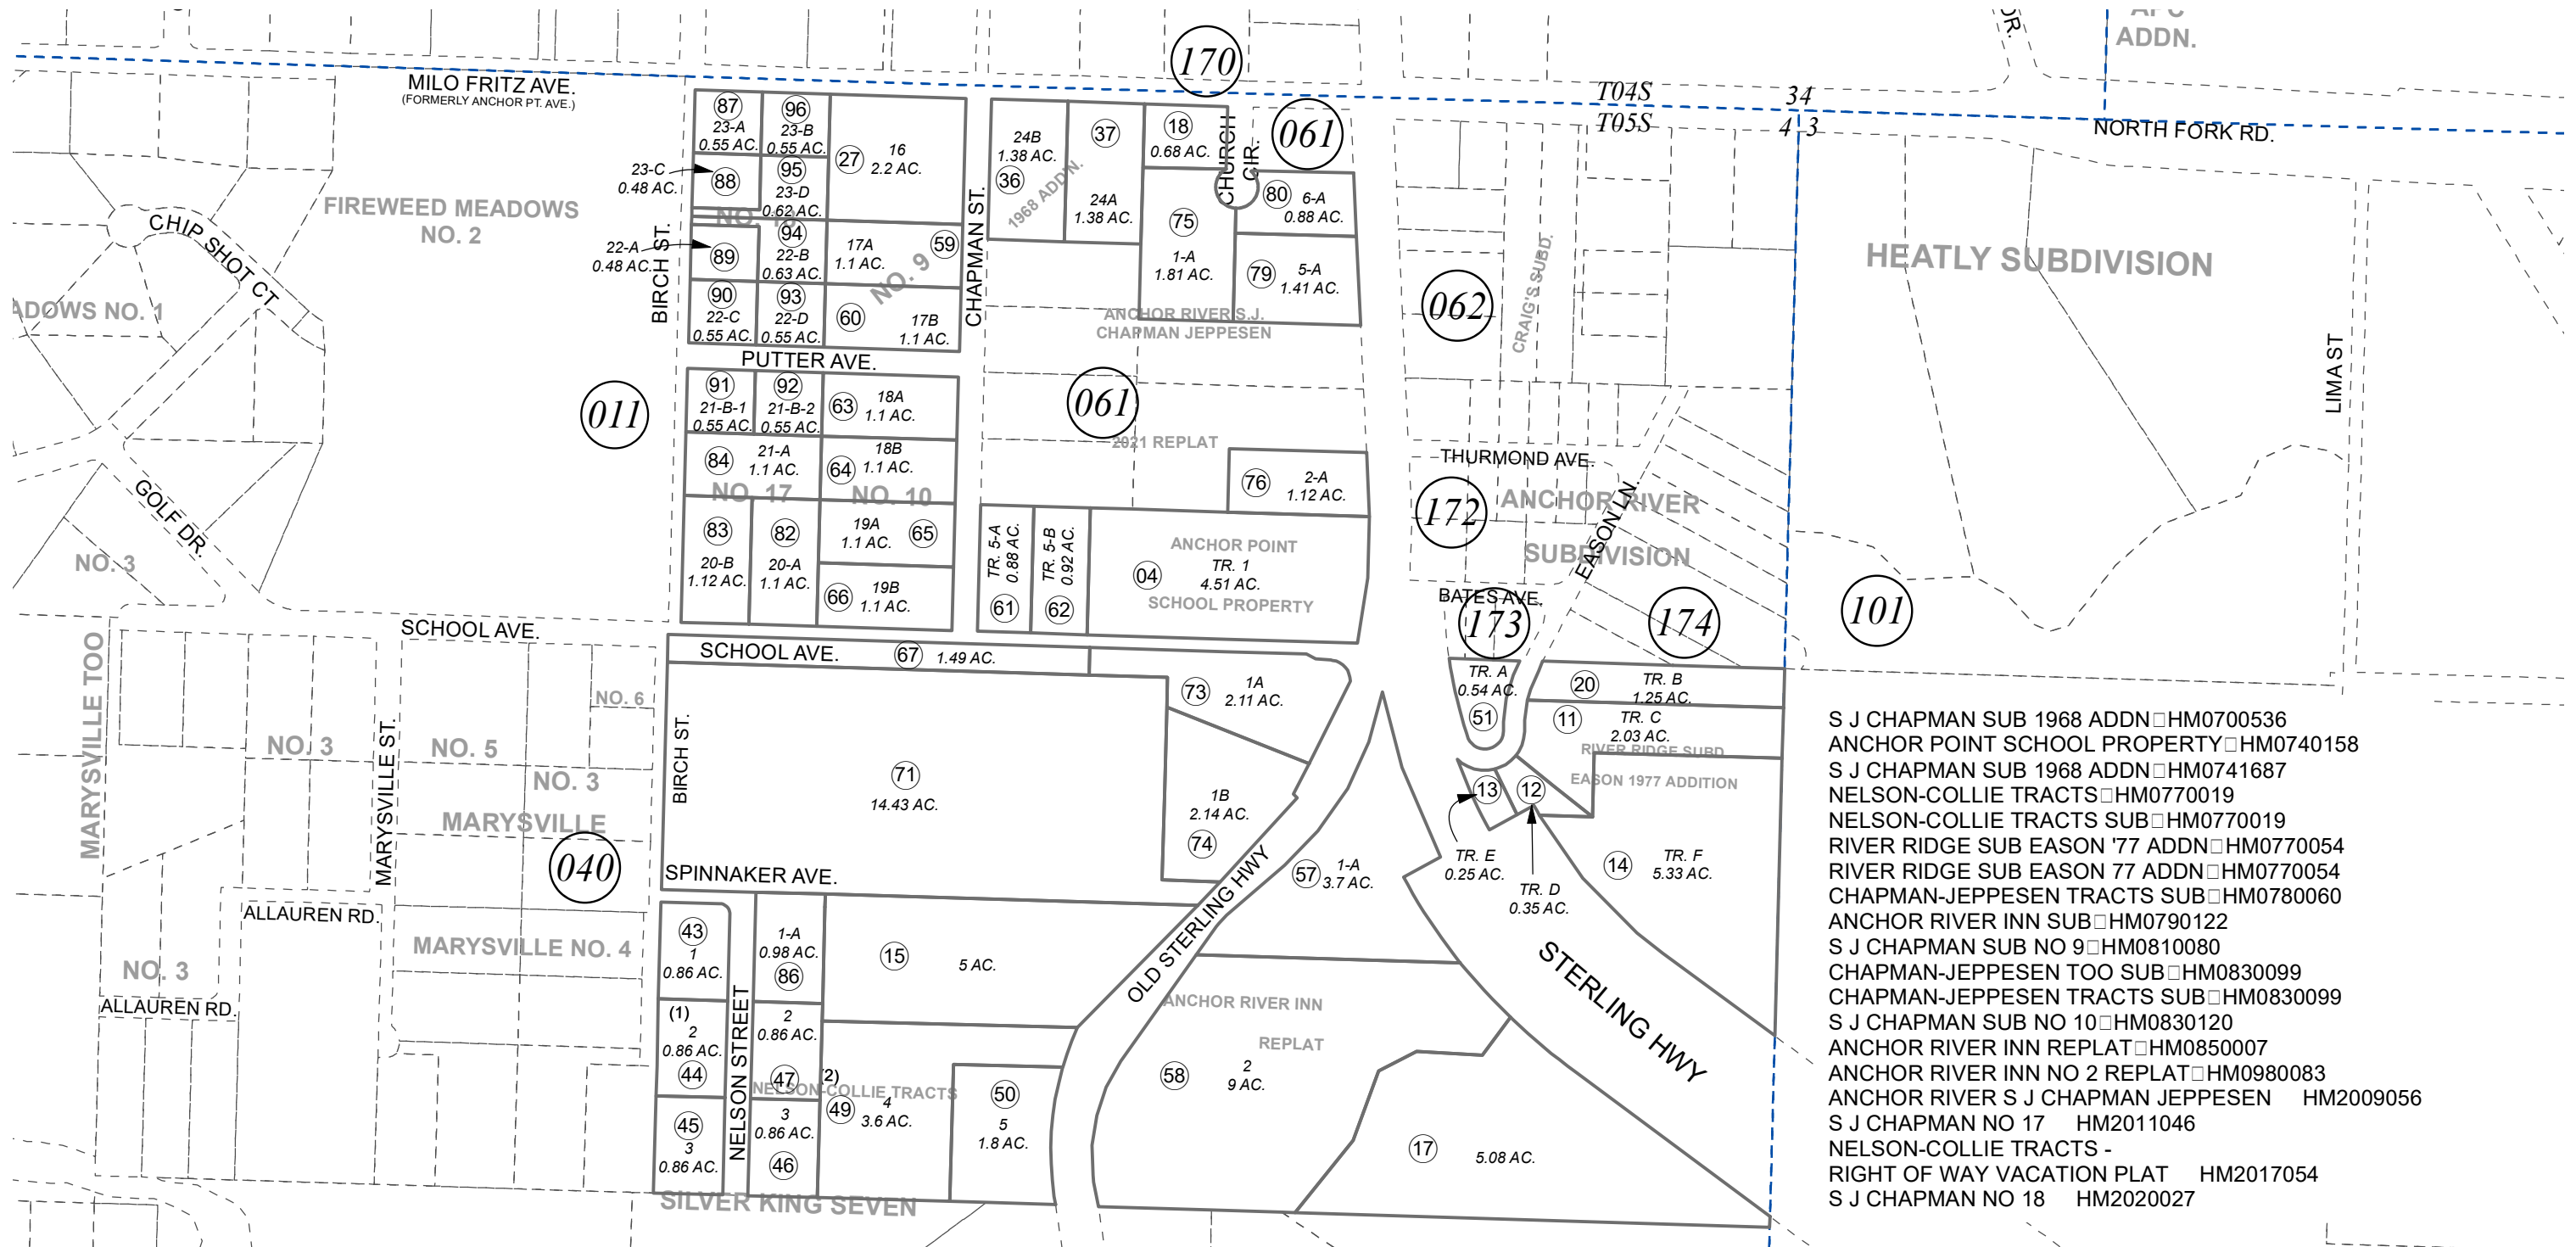 170
ADDN.
MILO FRITZ AVE.
(FORMERLY ANCHOR PT. AVE.)
T04S
34
T05S
4 3
NORTH FORK RD.
87
23-A
0.55 AC.
96
23-B
0.55 AC.
27
16
2.2 AC.
24B
1.38 AC.
36
1968 ADD'N.
37
24A
1.38 AC.
18
0.68 AC.
CHURCH
CIR.
061
23-C
0.48 AC.
88
95
23-D
0.62 AC.
80
6-A
0.88 AC.
75
1-A
1.81 AC.
79
5-A
1.41 AC.
FIREWEED MEADOWS
NO. 2
CHIP SHOT CT
ADOWS NO. 1
22-A
0.48 AC.
89
94
22-B
0.63 AC.
17A
1.1 AC.
59
NO. 9
BIRCH ST.
CHAPMAN ST.
90
22-C
0.55 AC.
93
22-D
0.55 AC.
60
17B
1.1 AC.
ANCHOR RIVER S.J.
CHAPMAN JEPPESEN
062
CRAIG'S SUBD.
HEATLY SUBDIVISION
LIMA ST
PUTTER AVE.
011
91
21-B-1
0.55 AC.
92
21-B-2
0.55 AC.
63
18A
1.1 AC.
061
2021 REPLAT
84
21-A
1.1 AC.
64
18B
1.1 AC.
NO. 17
NO. 10
76
2-A
1.12 AC.
THURMOND AVE.
172
ANCHOR RIVER
SUBDIVISION
EASON LN.
GOLF DR.
NO. 3
83
20-B
1.12 AC.
82
20-A
1.1 AC.
19A
1.1 AC.
65
66
19B
1.1 AC.
TR. 5-A
0.88 AC.
61
TR. 5-B
0.92 AC.
62
ANCHOR POINT
04
TR. 1
4.51 AC.
SCHOOL PROPERTY
BATES AVE.
173
174
101
MARYSVILLE TOO
SCHOOL AVE.
SCHOOL AVE.
67
1.49 AC.
73
1A
2.11 AC.
TR. A
0.54 AC.
51
20
TR. B
1.25 AC.
11
TR. C
2.03 AC.
RIVER RIDGE SUBD
EASON 1977 ADDITION
NO. 6
NO. 3
MARYSVILLE ST.
NO. 5
NO. 3
MARYSVILLE
BIRCH ST.
71
14.43 AC.
1B
2.14 AC.
74
13
12
TR. E
0.25 AC.
TR. D
0.35 AC.
14
TR. F
5.33 AC.
57
1-A
3.7 AC.
040
SPINNAKER AVE.
OLD STERLING HWY
ALLAUREN RD.
MARYSVILLE NO. 4
NO. 3
ALLAUREN RD.
43
1
0.86 AC.
1-A
0.98 AC.
86
15
5 AC.
(1)
2
0.86 AC.
44
NELSON STREET
2
0.86 AC.
47
(2)
NELSON-COLLIE TRACTS
49
4
3.6 AC.
50
5
1.8 AC.
45
3
0.86 AC.
3
0.86 AC.
46
ANCHOR RIVER INN
REPLAT
58
2
9 AC.
STERLING HWY
17
5.08 AC.
SILVER KING SEVEN
S J CHAPMAN SUB 1968 ADDN□HM0700536
ANCHOR POINT SCHOOL PROPERTY□HM0740158
S J CHAPMAN SUB 1968 ADDN□HM0741687
NELSON-COLLIE TRACTS□HM0770019
NELSON-COLLIE TRACTS SUB□HM0770019
RIVER RIDGE SUB EASON '77 ADDN□HM0770054
RIVER RIDGE SUB EASON 77 ADDN□HM0770054
CHAPMAN-JEPPESEN TRACTS SUB□HM0780060
ANCHOR RIVER INN SUB□HM0790122
S J CHAPMAN SUB NO 9□HM0810080
CHAPMAN-JEPPESEN TOO SUB□HM0830099
CHAPMAN-JEPPESEN TRACTS SUB□HM0830099
S J CHAPMAN SUB NO 10□HM0830120
ANCHOR RIVER INN REPLAT□HM0850007
ANCHOR RIVER INN NO 2 REPLAT□HM0980083
ANCHOR RIVER S J CHAPMAN JEPPESEN HM2009056
S J CHAPMAN NO 17 HM2011046
NELSON-COLLIE TRACTS -
RIGHT OF WAY VACATION PLAT HM2017054
S J CHAPMAN NO 18 HM2020027